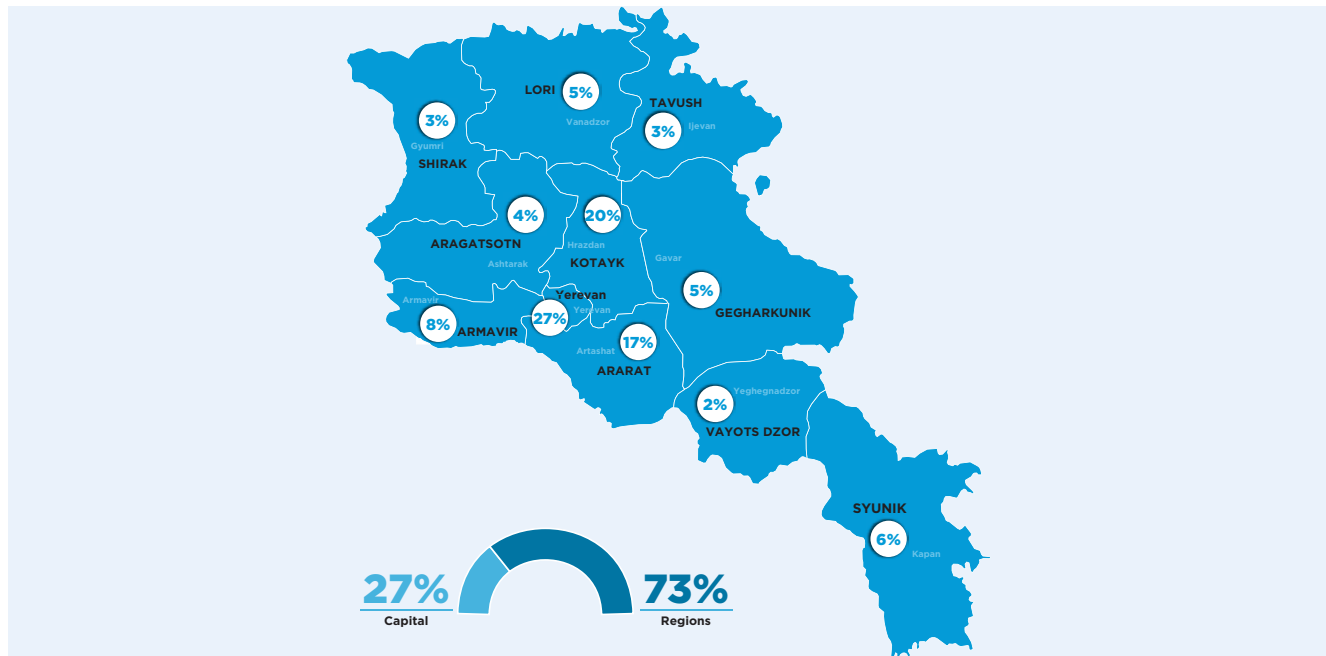 LORI
5%
Vanadzor
TAVUSH
3%
Ijevan
3%
Gyumri
SHIRAK
4%
ARAGATSOTN
Ashtarak
20%
Hrazdan
KOTAYK
Gavar
5%
GEGHARKUNIK
Armavir
8%
ARMAVIR
Yerevan
27%
Yerevan
17%
Artashat
ARARAT
2%
Yeghegnadzor
VAYOTS DZOR
SYUNIK
6%
Kapan
27%
Capital
73%
Regions